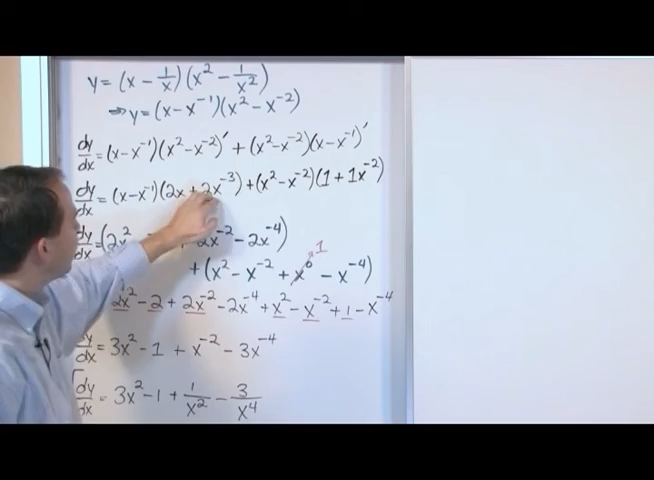 y = (x - 1/x)(x² - 1/x²)
⇒ y = (x - x⁻¹)(x² - x⁻²)
dy/dx = (x - x⁻¹)(x² - x⁻²)' + (x² - x⁻²)(x - x⁻¹)'
dy/dx = (x - x⁻¹)(2x + 2x⁻³) + (x² - x⁻²)(1 + 1x⁻²)
dy/dx = (2x² - 2x⁻² - 2x⁻⁴)
1
+ (x² - x⁻² + x⁰ - x⁻⁴)
2x² - 2 + 2x⁻² - 2x⁻⁴ + x² - x⁻² + 1 - x⁻⁴
dy/dx = 3x² - 1 + x⁻² - 3x⁻⁴
dy/dx = 3x² - 1 + 1/x² - 3/x⁴